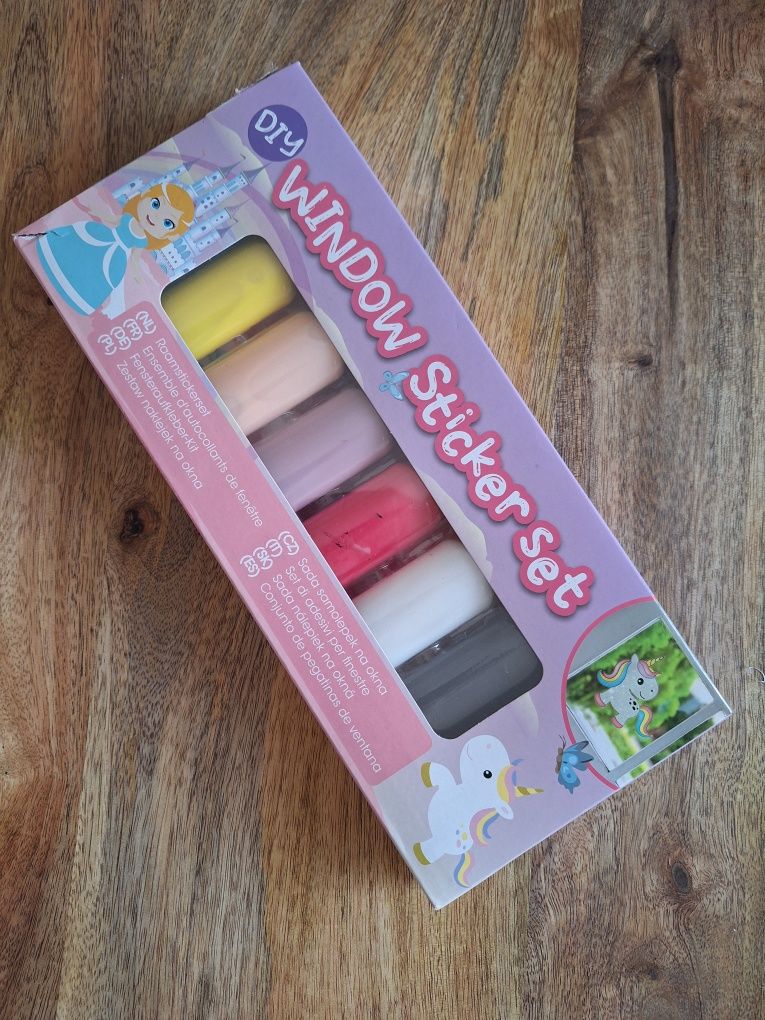 DIY
WINDOW Sticker set
(NL) Raamstickerset
(FR) Ensemble d'autocollants de fenêtre
(DE) Fensteraufkleber-Kit
(PL) Zestaw naklejek na okna
(CZ) Sada samolepek na okna
(IT) Set di adesivi per finestre
(SK) Sada nálepiek na okná
(ES) Conjunto de pegatinas de ventana